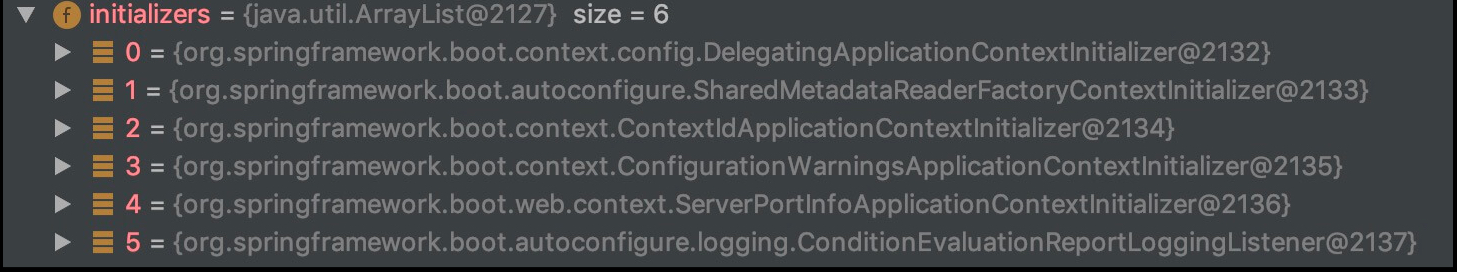 f initializers = {java.util.ArrayList@2127} size = 6
0 = {org.springframework.boot.context.config.DelegatingApplicationContextInitializer@2132}
1 = {org.springframework.boot.autoconfigure.SharedMetadataReaderFactoryContextInitializer@2133}
2 = {org.springframework.boot.context.ContextIdApplicationContextInitializer@2134}
3 = {org.springframework.boot.context.ConfigurationWarningsApplicationContextInitializer@2135}
4 = {org.springframework.boot.web.context.ServerPortInfoApplicationContextInitializer@2136}
5 = {org.springframework.boot.autoconfigure.logging.ConditionEvaluationReportLoggingListener@2137}